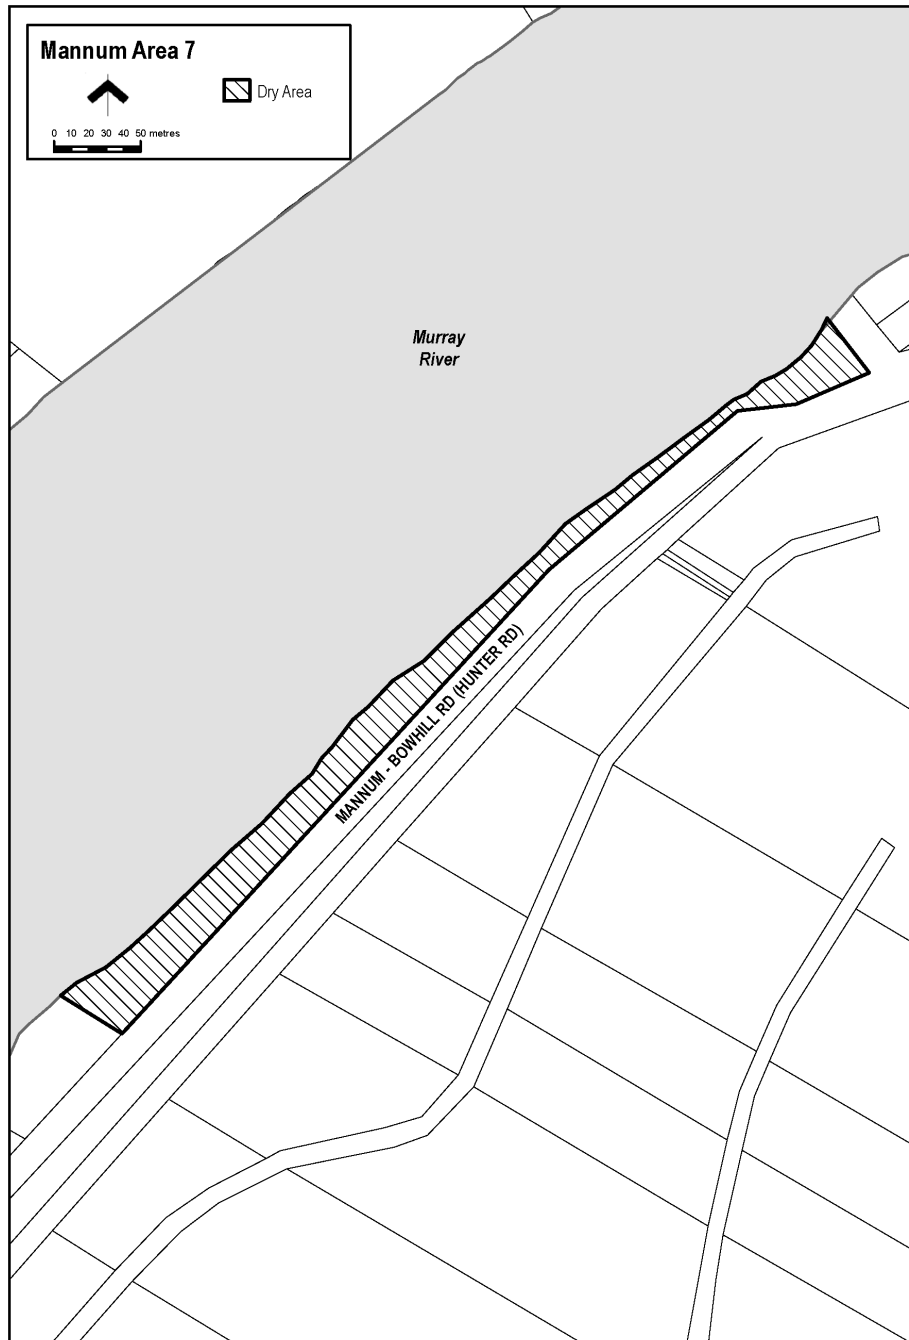 Mannum Area 7
Dry Area
0 10 20 30 40 50 metres
Murray
River
MANNUM - BOWHILL RD (HUNTER RD)